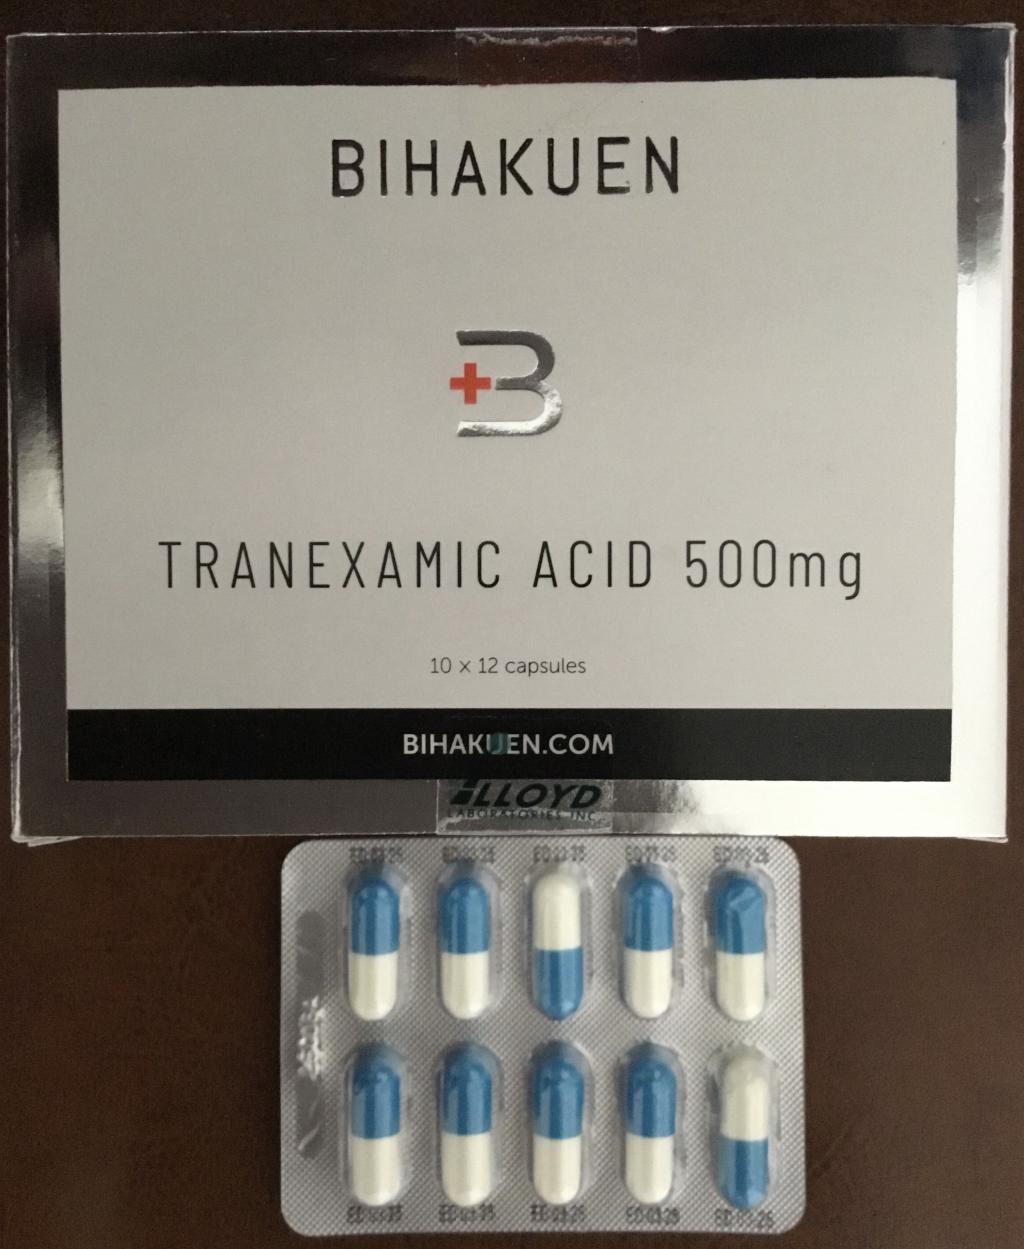 BIHAKUEN
TRANEXAMIC ACID 500mg
10 x 12 capsules
BIHAKUEN.COM
LLOYD
LABORATORIES INC.